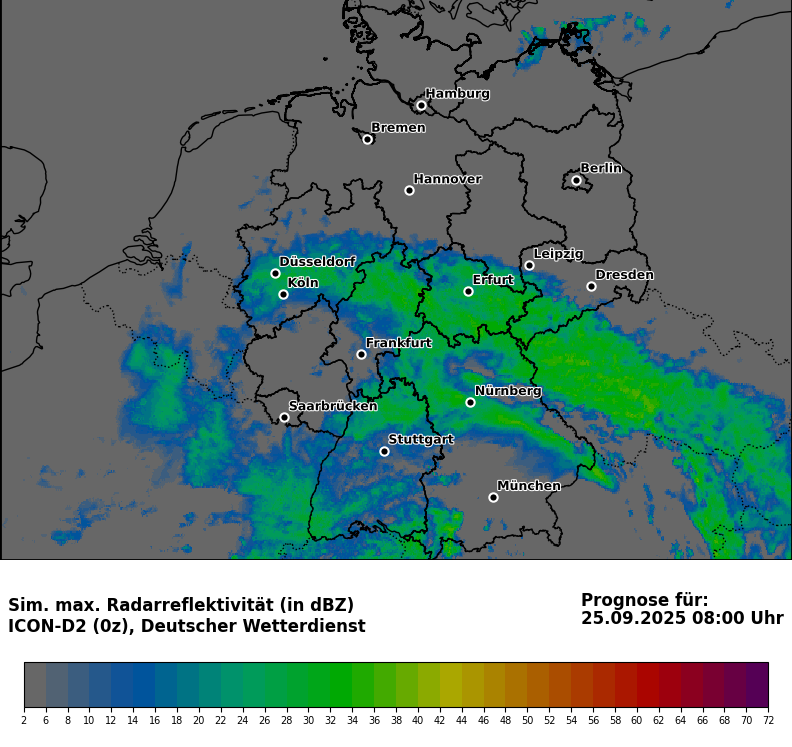 Hamburg
Bremen
Berlin
Hannover
Leipzig
Düsseldorf
Dresden
Köln
Erfurt
Frankfurt
Nürnberg
Saarbrücken
Stuttgart
München
Sim. max. Radarreflektivität (in dBZ)
ICON-D2 (0z), Deutscher Wetterdienst
Prognose für:
25.09.2025 08:00 Uhr
2 6 8 10 12 14 16 18 20 22 24 26 28 30 32 34 36 38 40 42 44 46 48 50 52 54 56 58 60 62 64 66 68 70 72